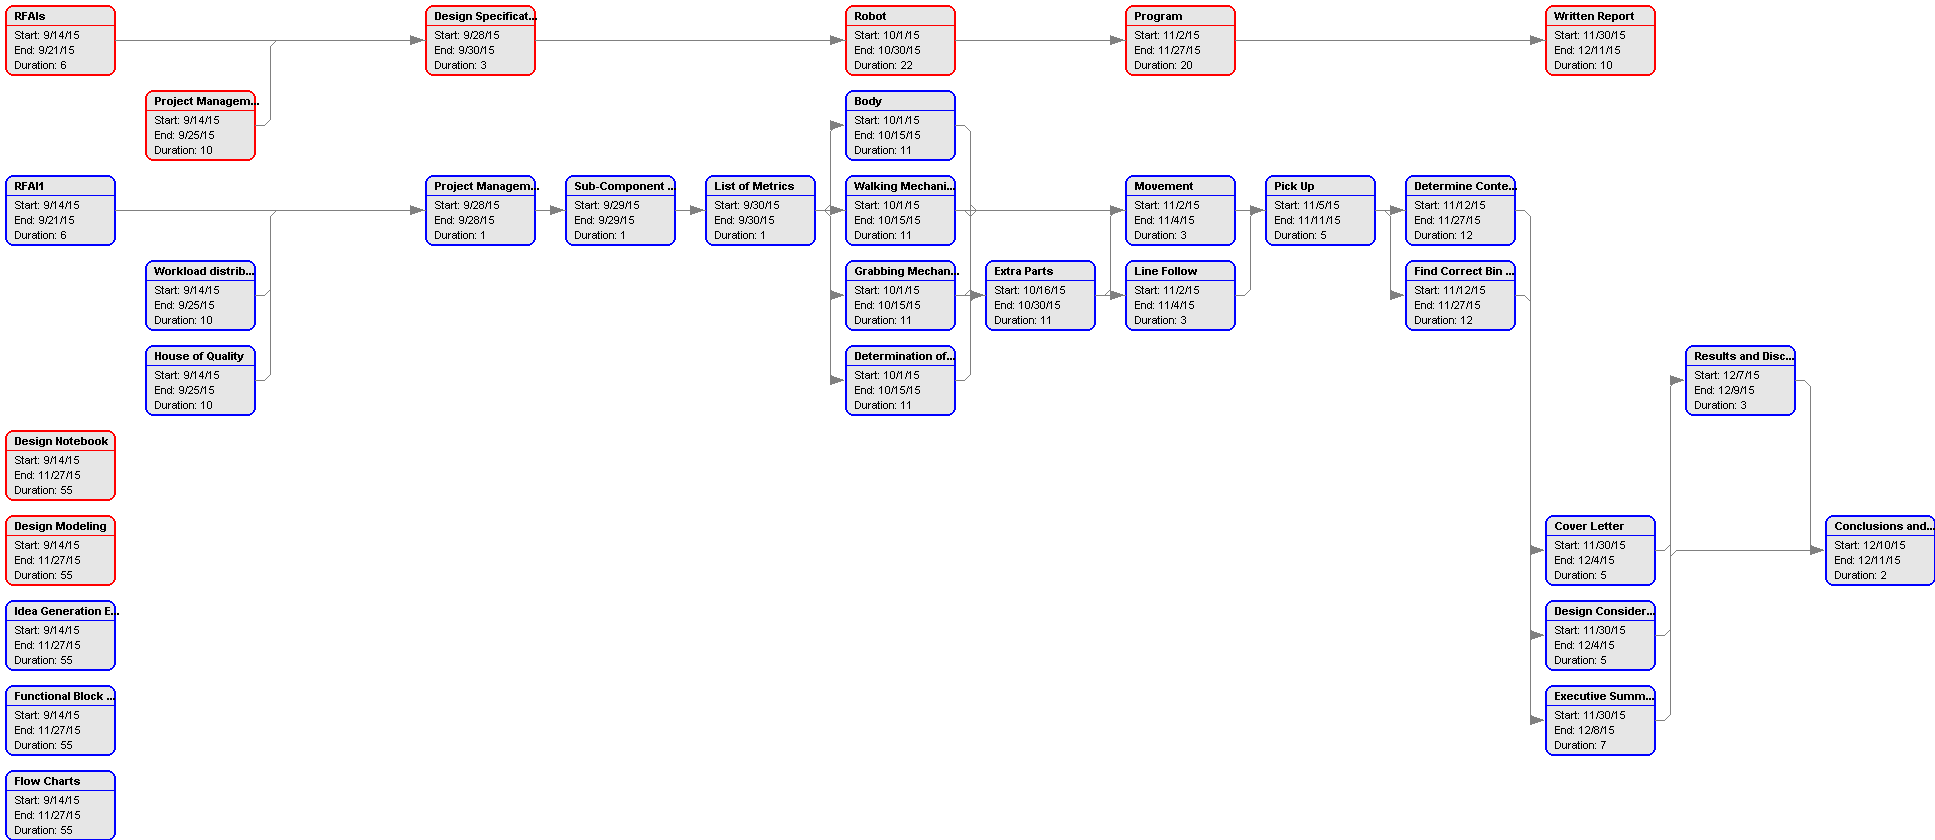 RFAIs
Start: 9/14/15
End: 9/21/15
Duration: 6
Design Specificat...
Start: 9/28/15
End: 9/30/15
Duration: 3
Robot
Start: 10/1/15
End: 10/30/15
Duration: 22
Program
Start: 11/2/15
End: 11/27/15
Duration: 20
Written Report
Start: 11/30/15
End: 12/11/15
Duration: 10
Project Managem...
Start: 9/14/15
End: 9/25/15
Duration: 10
Body
Start: 10/1/15
End: 10/15/15
Duration: 11
RFAI1
Start: 9/14/15
End: 9/21/15
Duration: 6
Project Managem...
Start: 9/28/15
End: 9/28/15
Duration: 1
Sub-Component ...
Start: 9/29/15
End: 9/29/15
Duration: 1
List of Metrics
Start: 9/30/15
End: 9/30/15
Duration: 1
Walking Mechani...
Start: 10/1/15
End: 10/15/15
Duration: 11
Movement
Start: 11/2/15
End: 11/4/15
Duration: 3
Pick Up
Start: 11/5/15
End: 11/11/15
Duration: 5
Determine Conte...
Start: 11/12/15
End: 11/27/15
Duration: 12
Workload distrib...
Start: 9/14/15
End: 9/25/15
Duration: 10
Grabbing Mechan...
Start: 10/1/15
End: 10/15/15
Duration: 11
Extra Parts
Start: 10/16/15
End: 10/30/15
Duration: 11
Line Follow
Start: 11/2/15
End: 11/4/15
Duration: 3
Find Correct Bin ...
Start: 11/12/15
End: 11/27/15
Duration: 12
House of Quality
Start: 9/14/15
End: 9/25/15
Duration: 10
Determination of...
Start: 10/1/15
End: 10/15/15
Duration: 11
Results and Disc...
Start: 12/7/15
End: 12/9/15
Duration: 3
Design Notebook
Start: 9/14/15
End: 11/27/15
Duration: 55
Design Modeling
Start: 9/14/15
End: 11/27/15
Duration: 55
Cover Letter
Start: 11/30/15
End: 12/4/15
Duration: 5
Conclusions and...
Start: 12/10/15
End: 12/11/15
Duration: 2
Idea Generation E...
Start: 9/14/15
End: 11/27/15
Duration: 55
Design Consider...
Start: 11/30/15
End: 12/4/15
Duration: 5
Functional Block ...
Start: 9/14/15
End: 11/27/15
Duration: 55
Executive Summ...
Start: 11/30/15
End: 12/8/15
Duration: 7
Flow Charts
Start: 9/14/15
End: 11/27/15
Duration: 55